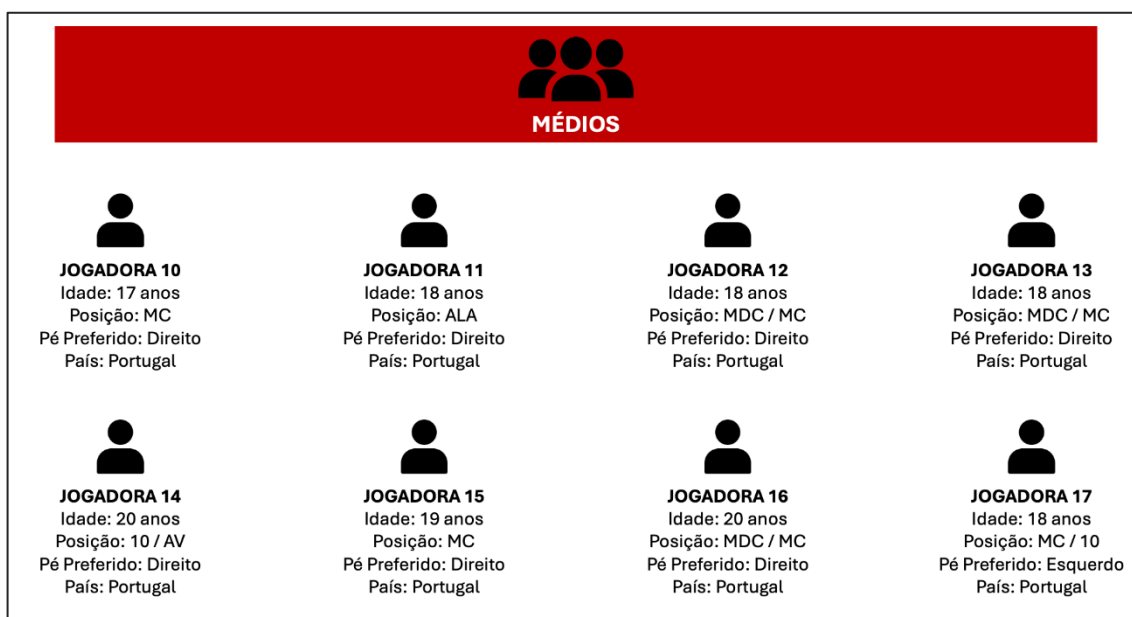 MÉDIOS
JOGADORA 10
Idade: 17 anos
Posição: MC
Pé Preferido: Direito
País: Portugal
JOGADORA 11
Idade: 18 anos
Posição: ALA
Pé Preferido: Direito
País: Portugal
JOGADORA 12
Idade: 18 anos
Posição: MDC / MC
Pé Preferido: Direito
País: Portugal
JOGADORA 13
Idade: 18 anos
Posição: MDC / MC
Pé Preferido: Direito
País: Portugal
JOGADORA 14
Idade: 20 anos
Posição: 10 / AV
Pé Preferido: Direito
País: Portugal
JOGADORA 15
Idade: 19 anos
Posição: MC
Pé Preferido: Direito
País: Portugal
JOGADORA 16
Idade: 20 anos
Posição: MDC / MC
Pé Preferido: Direito
País: Portugal
JOGADORA 17
Idade: 18 anos
Posição: MC / 10
Pé Preferido: Esquerdo
País: Portugal